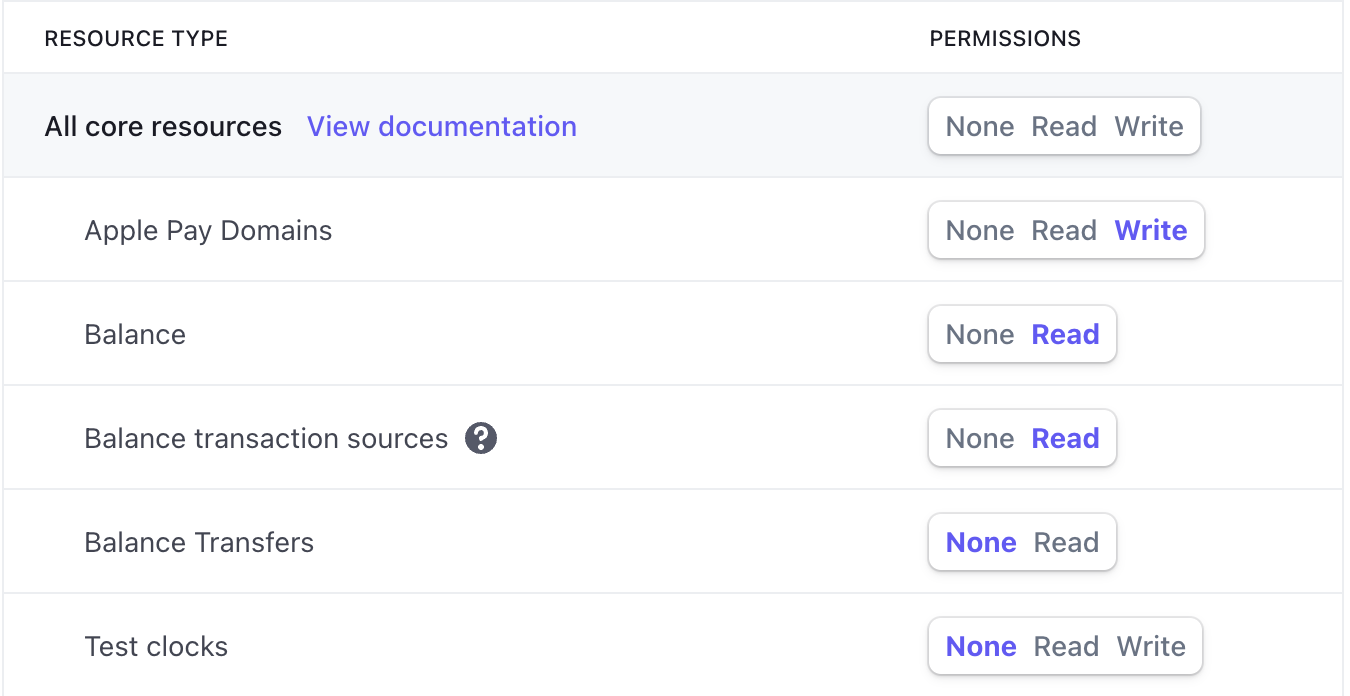 RESOURCE TYPE PERMISSIONS
All core resources View documentation None Read Write
Apple Pay Domains None Read Write
Balance None Read
Balance transaction sources ? None Read
Balance Transfers None Read
Test clocks None Read Write